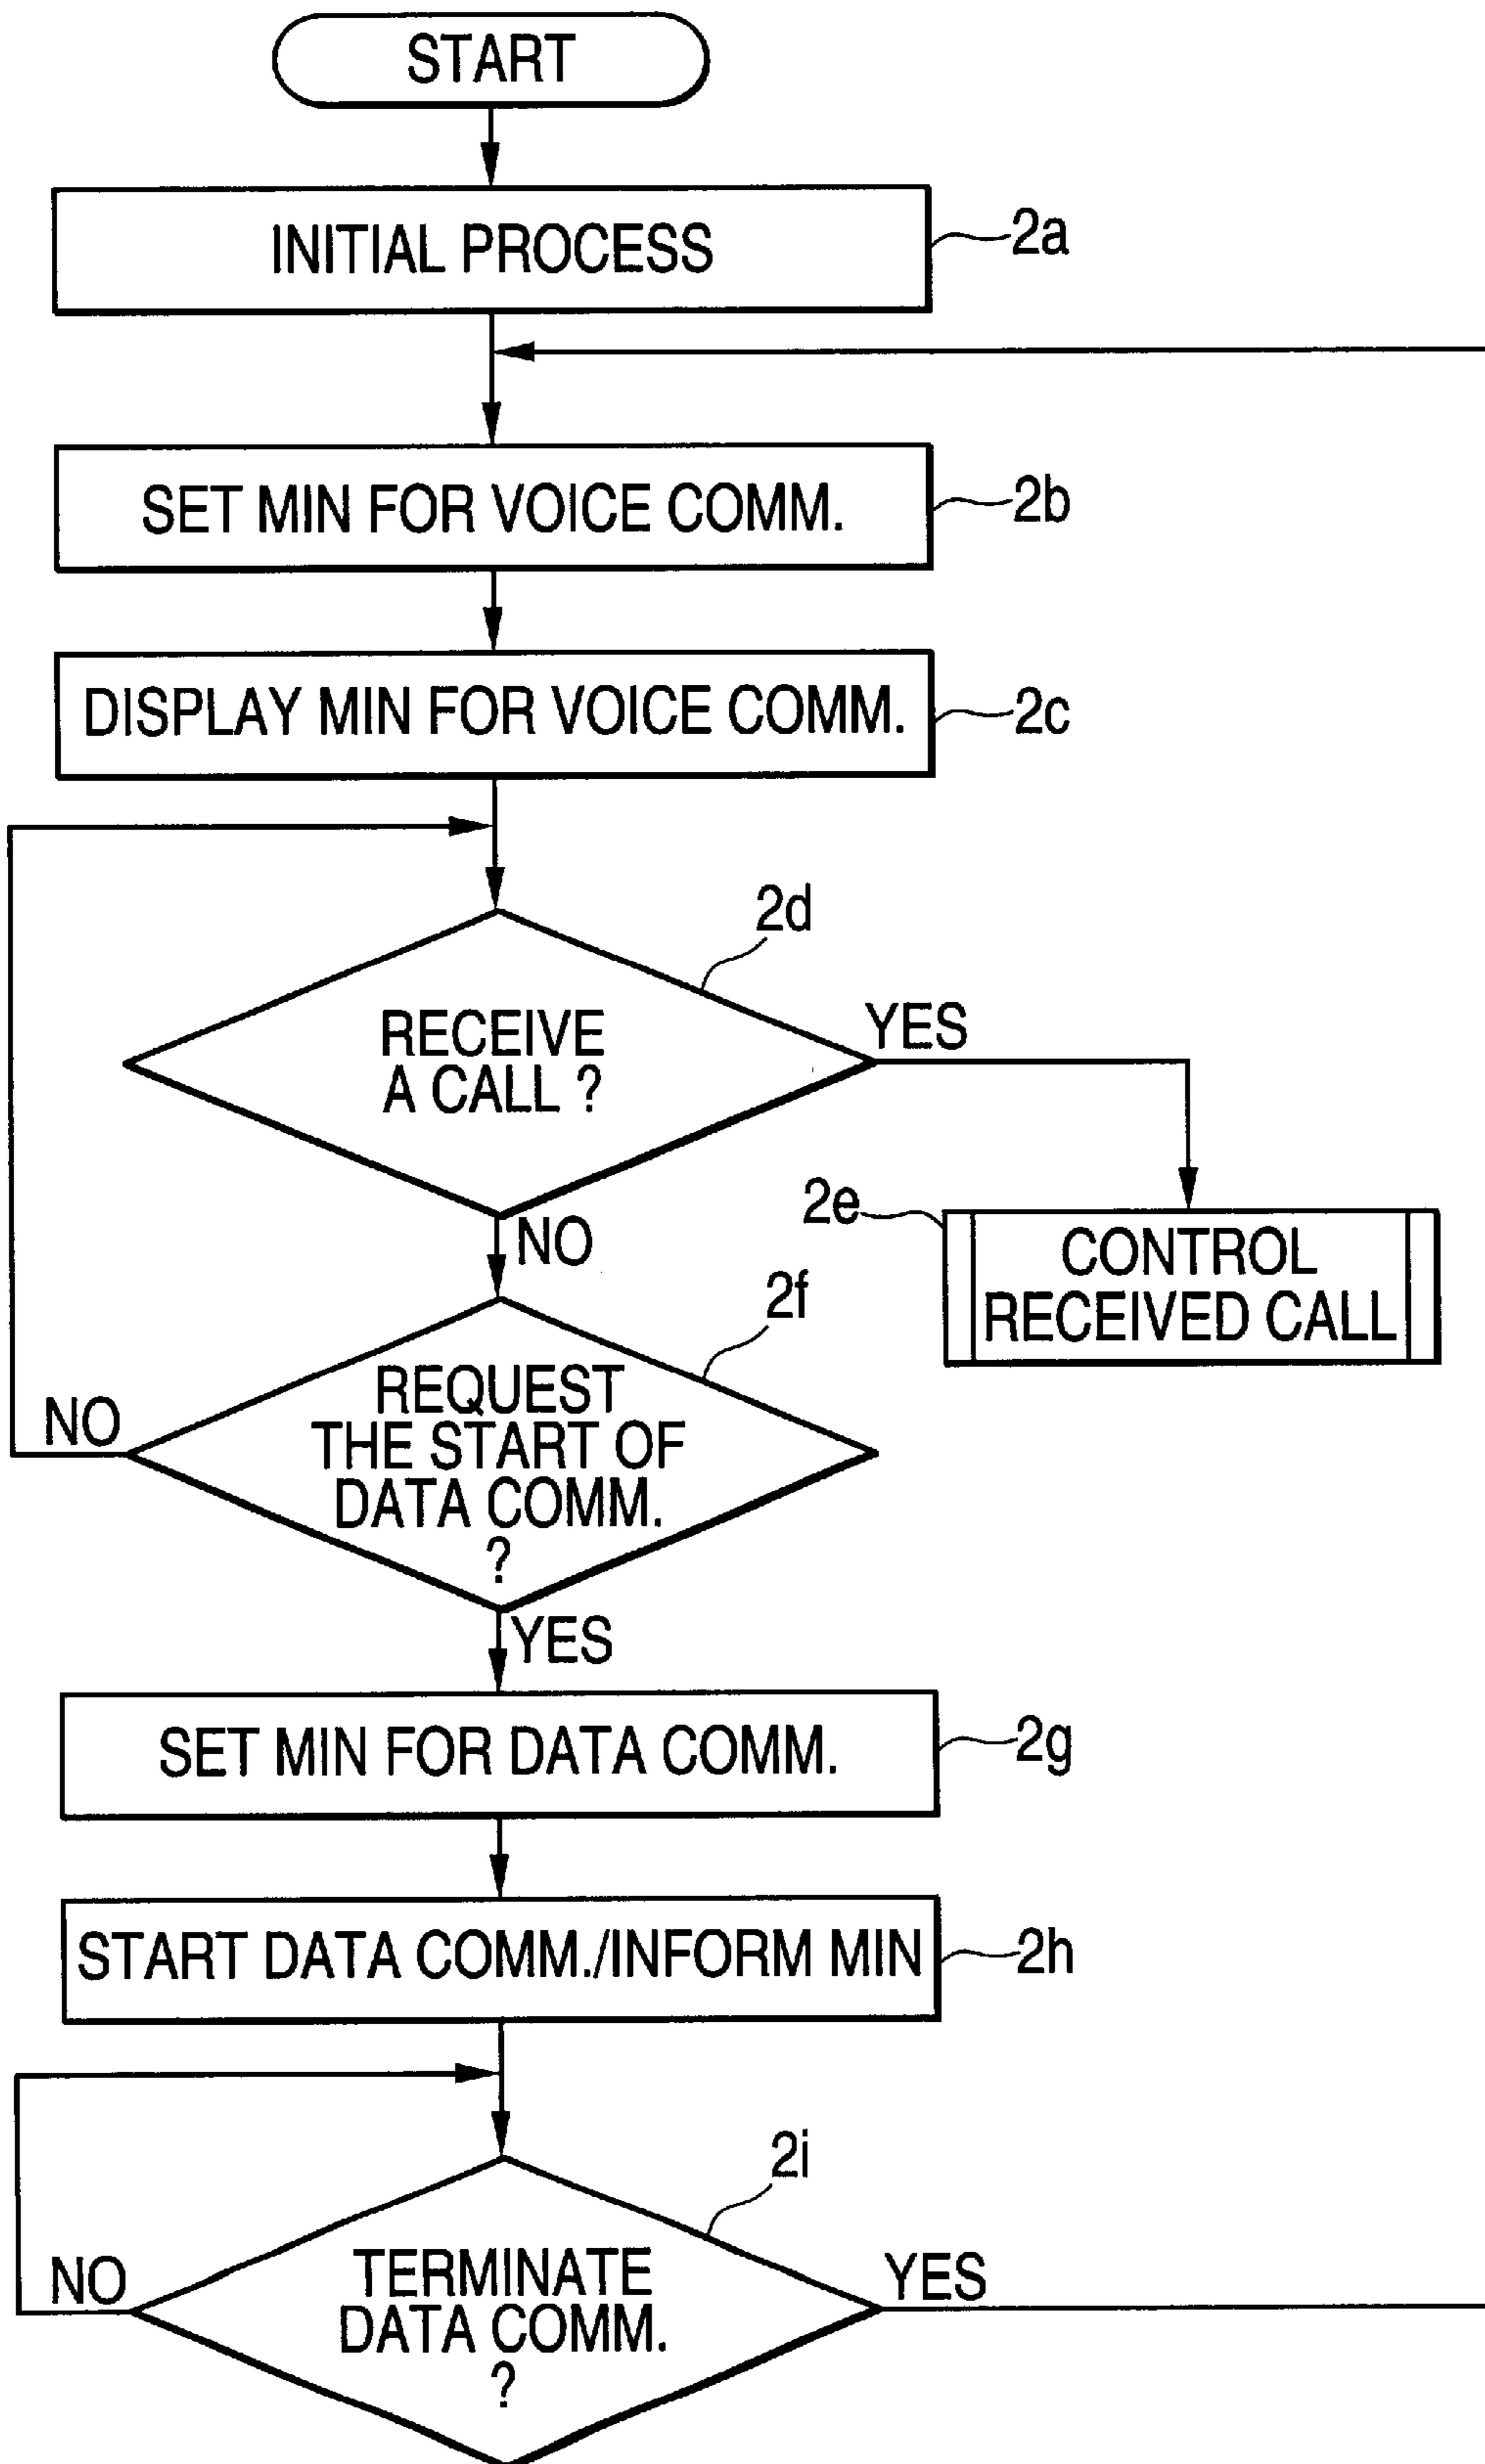 START
INITIAL PROCESS
2a
SET MIN FOR VOICE COMM.
2b
DISPLAY MIN FOR VOICE COMM.
2c
2d
RECEIVE
A CALL ?
YES
NO
2e
CONTROL
RECEIVED CALL
2f
REQUEST
THE START OF
DATA COMM.
?
NO
YES
SET MIN FOR DATA COMM.
2g
START DATA COMM./INFORM MIN
2h
2i
TERMINATE
DATA COMM.
?
NO
YES